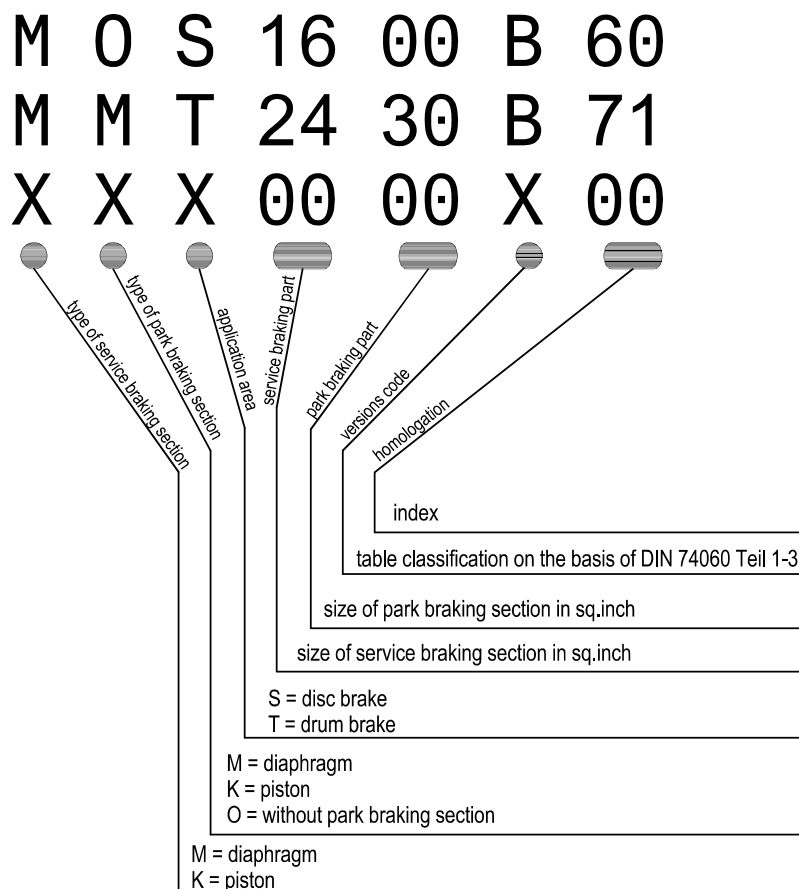 M O S 16 00 B 60
M M T 24 30 B 71
X X X 00 00 X 00
type of service braking section
type of park braking section
application area
service braking part
park braking part
versions code
homologation
index
table classification on the basis of DIN 74060 Teil 1-3
size of park braking section in sq.inch
size of service braking section in sq.inch
S = disc brake
T = drum brake
M = diaphragm
K = piston
O = without park braking section
M = diaphragm
K = piston